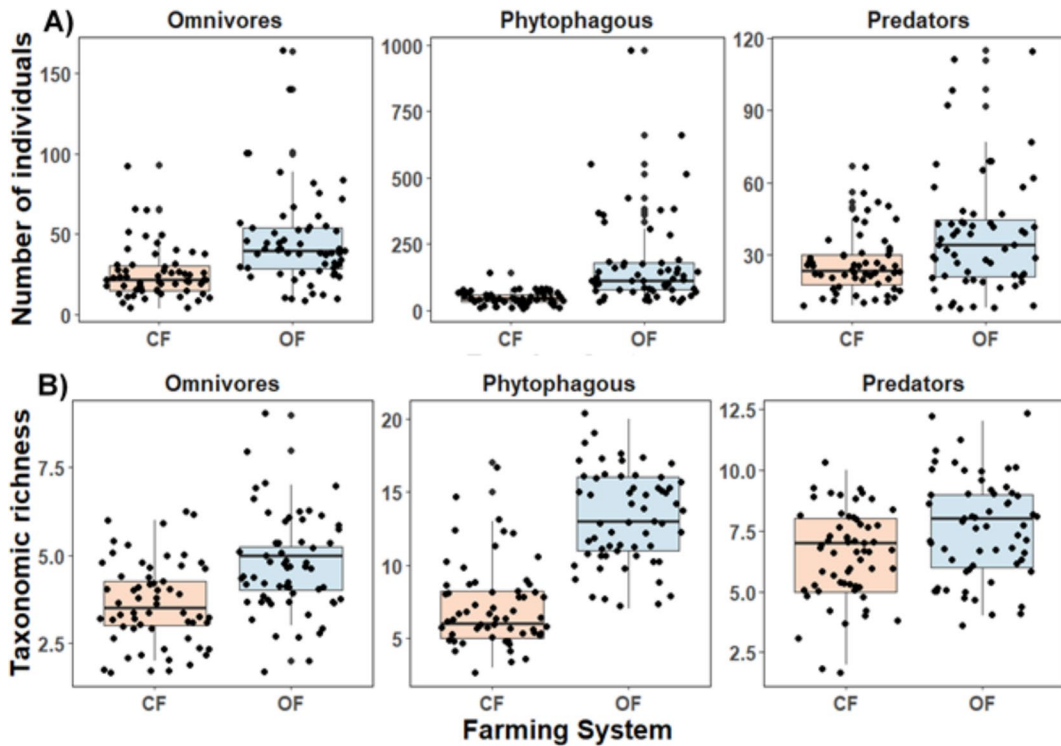 A)
Omnivores Phytophagous Predators
Number of individuals
150
100
50
0
1000
750
500
250
0
120
90
60
30
CF OF CF OF CF OF
B)
Omnivores Phytophagous Predators
Taxonomic richness
7.5
5.0
2.5
20
15
10
5
12.5
10.0
7.5
5.0
2.5
CF OF CF OF CF OF
Farming System